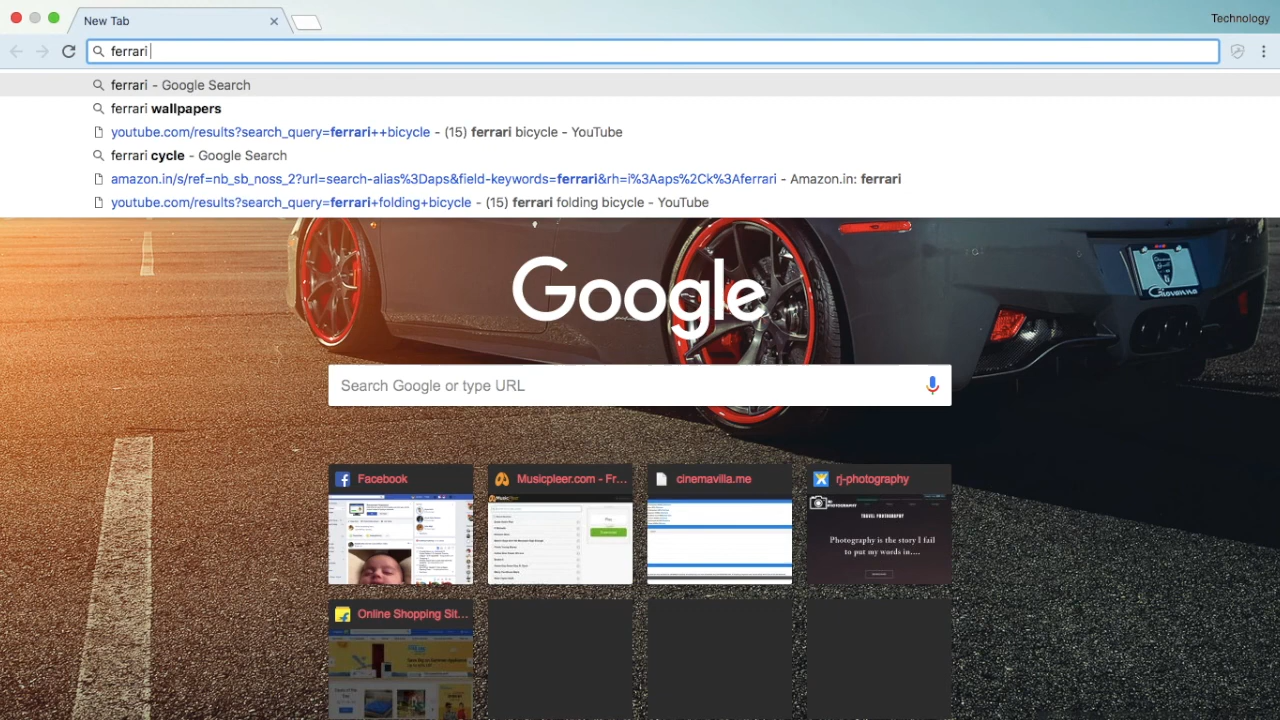 New Tab
Technology
ferrari
ferrari - Google Search
ferrari wallpapers
youtube.com/results?search_query=ferrari++bicycle - (15) ferrari bicycle - YouTube
ferrari cycle - Google Search
amazon.in/s/ref=nb_sb_noss_2?url=search-alias%3Daps&field-keywords=ferrari&rh=i%3Aaps%2Ck%3Aferrari - Amazon.in: ferrari
youtube.com/results?search_query=ferrari+folding+bicycle - (15) ferrari folding bicycle - YouTube
Giovanna
Google
Search Google or type URL
Facebook
Musicpleer.com - Fr...
cinemavilla.me
rj-photography
TRAVEL PHOTOGRAPHY
Photography is the story I fail
to put my words in....
Online Shopping Sit...